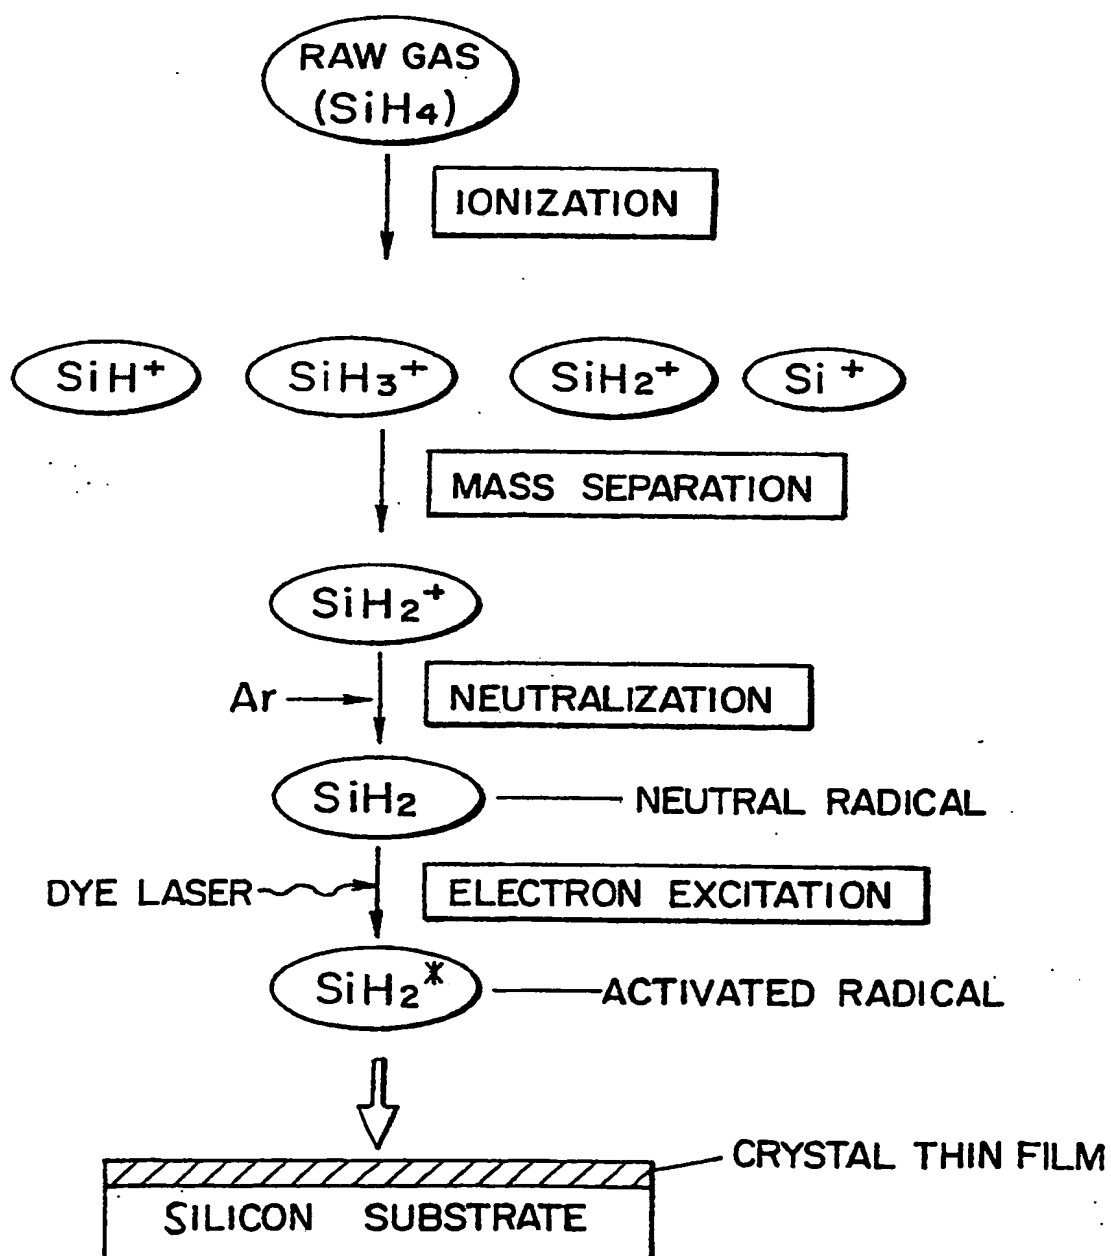 RAW GAS
(SiH4)
IONIZATION
SiH+
SiH3+
SiH2+
Si+
MASS SEPARATION
SiH2+
Ar
NEUTRALIZATION
SiH2
NEUTRAL RADICAL
DYE LASER
ELECTRON EXCITATION
SiH2*
ACTIVATED RADICAL
CRYSTAL THIN FILM
SILICON SUBSTRATE